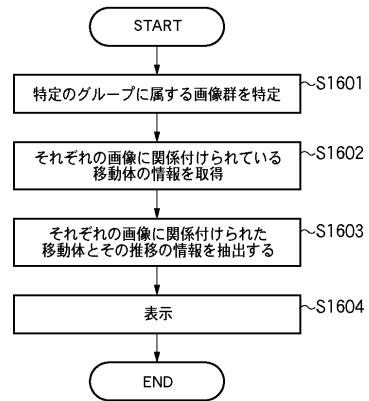 START
特定のグループに属する画像群を特定
S1601
それぞれの画像に関係付けられている
移動体の情報を取得
S1602
それぞれの画像に関係付けられた
移動体とその推移の情報を抽出する
S1603
表示
S1604
END